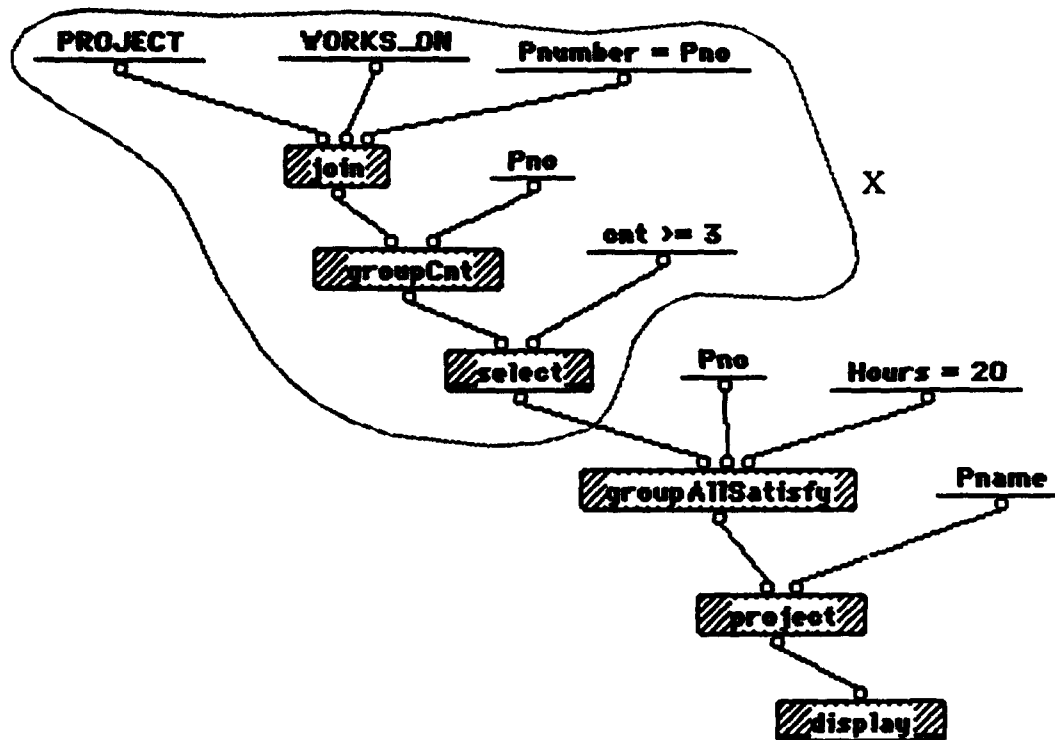 PROJECT WORKS_ON Pnumber = Pno
join Pno X
groupCnt cnt >= 3
select Pno Hours = 20
groupAllSatisfy Pname
project
display